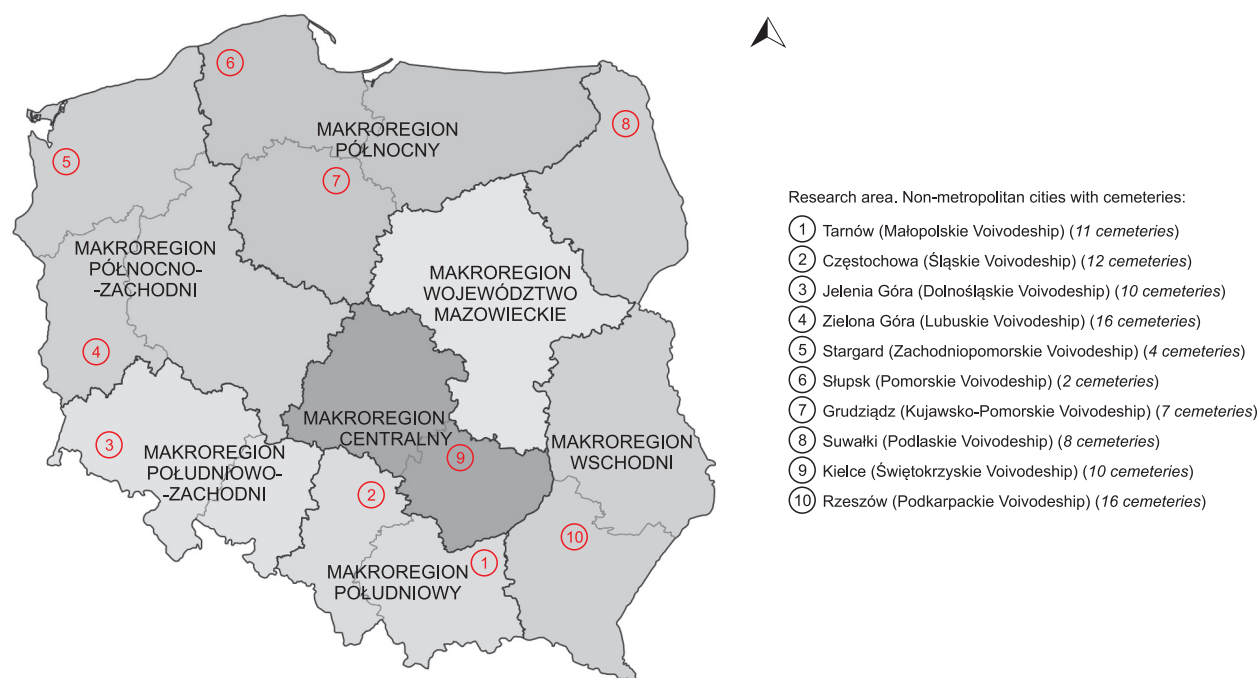 6
8
MAKROREGION
PÓŁNOCNY
5
7
MAKROREGION
PÓŁNOCNO-
-ZACHODNI
MAKROREGION
WOJEWÓDZTWO
MAZOWIECKIE
4
MAKROREGION
CENTRALNY
3
MAKROREGION
POŁUDNIOWO-
-ZACHODNI
9
MAKROREGION
WSCHODNI
2
10
1
MAKROREGION
POŁUDNIOWY
Research area. Non-metropolitan cities with cemeteries:
1 Tarnów (Małopolskie Voivodeship) (11 cemeteries)
2 Częstochowa (Śląskie Voivodeship) (12 cemeteries)
3 Jelenia Góra (Dolnośląskie Voivodeship) (10 cemeteries)
4 Zielona Góra (Lubuskie Voivodeship) (16 cemeteries)
5 Stargard (Zachodniopomorskie Voivodeship) (4 cemeteries)
6 Słupsk (Pomorskie Voivodeship) (2 cemeteries)
7 Grudziądz (Kujawsko-Pomorskie Voivodeship) (7 cemeteries)
8 Suwałki (Podlaskie Voivodeship) (8 cemeteries)
9 Kielce (Świętokrzyskie Voivodeship) (10 cemeteries)
10 Rzeszów (Podkarpackie Voivodeship) (16 cemeteries)